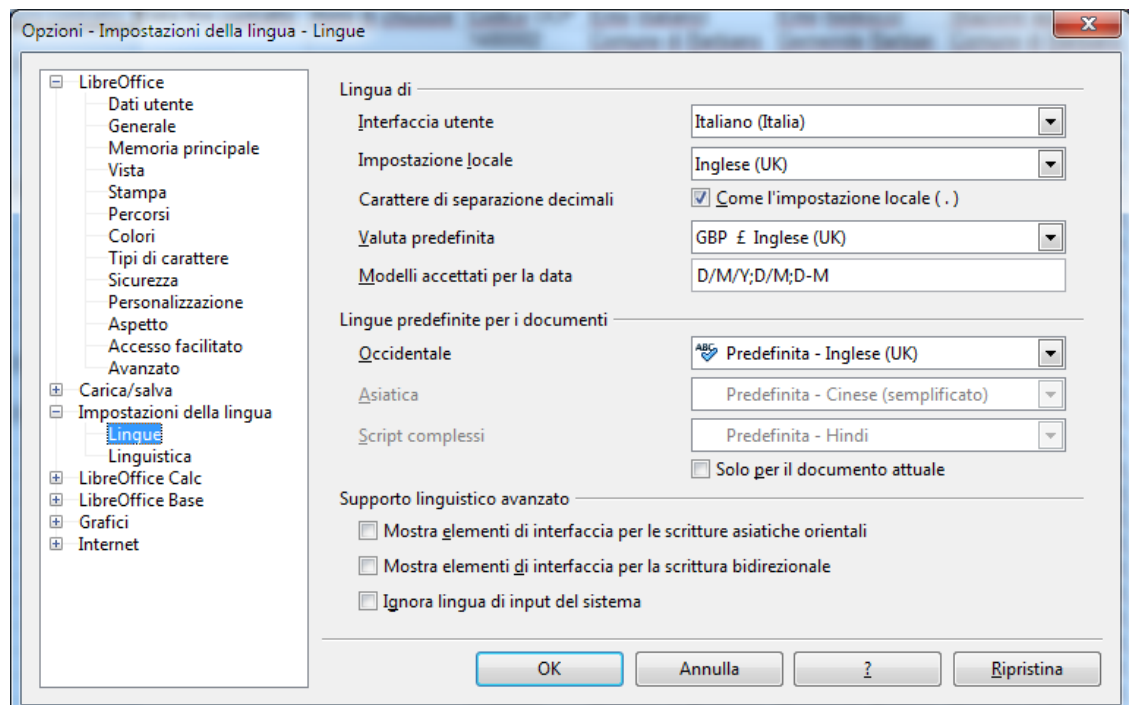 Opzioni - Impostazioni della lingua - Lingue
LibreOffice
Dati utente
Generale
Memoria principale
Vista
Stampa
Percorsi
Colori
Tipi di carattere
Sicurezza
Personalizzazione
Aspetto
Accesso facilitato
Avanzato
Carica/salva
Impostazioni della lingua
Lingue
Linguistica
LibreOffice Calc
LibreOffice Base
Grafici
Internet
Lingua di
Interfaccia utente Italiano (Italia)
Impostazione locale Inglese (UK)
Carattere di separazione decimali Come l'impostazione locale ( . )
Valuta predefinita GBP £ Inglese (UK)
Modelli accettati per la data D/M/Y;D/M;D-M
Lingue predefinite per i documenti
Occidentale ABC Predefinita - Inglese (UK)
Asiatica Predefinita - Cinese (semplificato)
Script complessi Predefinita - Hindi
Solo per il documento attuale
Supporto linguistico avanzato
Mostra elementi di interfaccia per le scritture asiatiche orientali
Mostra elementi di interfaccia per la scrittura bidirezionale
Ignora lingua di input del sistema
OK Annulla ? Ripristina